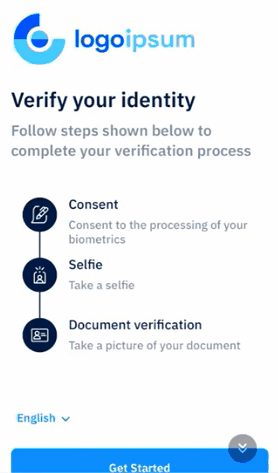 logoipsum
Verify your identity
Follow steps shown below to
complete your verification process
Consent
Consent to the processing of your
biometrics
Selfie
Take a selfie
Document verification
Take a picture of your document
English
Get Started